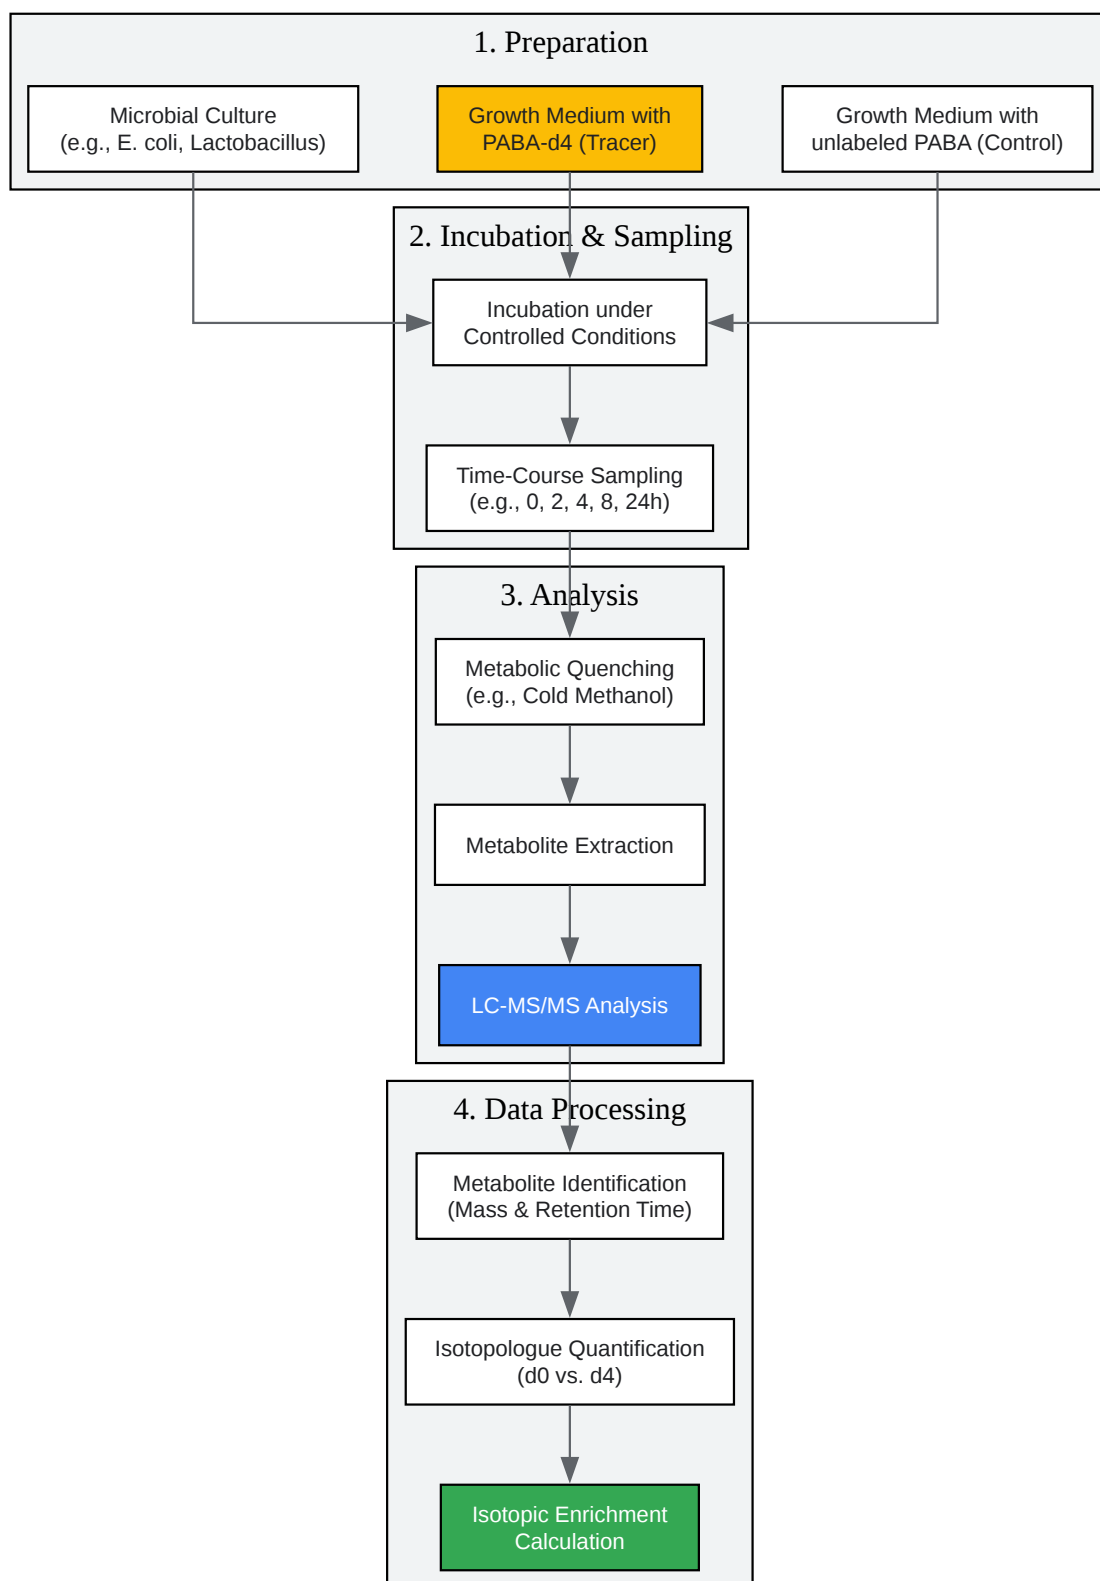 1. Preparation
Microbial Culture
(e.g., E. coli, Lactobacillus)
Growth Medium with
PABA-d4 (Tracer)
Growth Medium with
unlabeled PABA (Control)
2. Incubation & Sampling
Incubation under
Controlled Conditions
Time-Course Sampling
(e.g., 0, 2, 4, 8, 24h)
3. Analysis
Metabolic Quenching
(e.g., Cold Methanol)
Metabolite Extraction
LC-MS/MS Analysis
4. Data Processing
Metabolite Identification
(Mass & Retention Time)
Isotopologue Quantification
(d0 vs. d4)
Isotopic Enrichment
Calculation